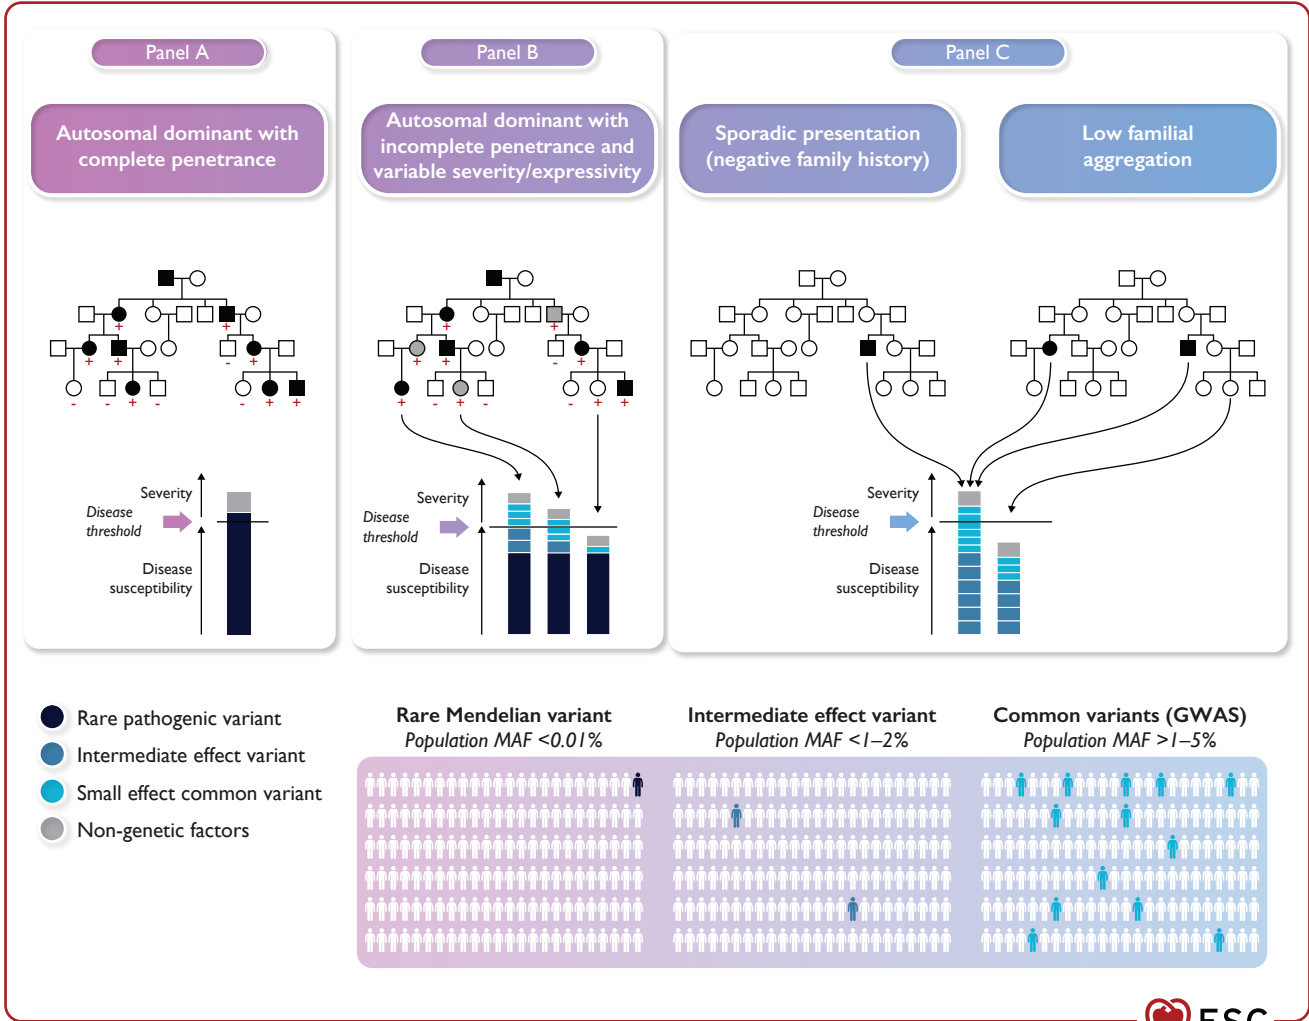 Panel A
Panel B
Panel C
Autosomal dominant with
complete penetrance
Autosomal dominant with
incomplete penetrance and
variable severity/expressivity
Sporadic presentation
(negative family history)
Low familial
aggregation
+ +
+ + - +
- - + - - + +
+ +
+ + - +
+ - + - - + +
Severity
Disease
threshold
Disease
susceptibility
Severity
Disease
threshold
Disease
susceptibility
Severity
Disease
threshold
Disease
susceptibility
Rare pathogenic variant
Intermediate effect variant
Small effect common variant
Non-genetic factors
Rare Mendelian variant
Population MAF <0.01%
Intermediate effect variant
Population MAF <1–2%
Common variants (GWAS)
Population MAF >1–5%
ESC